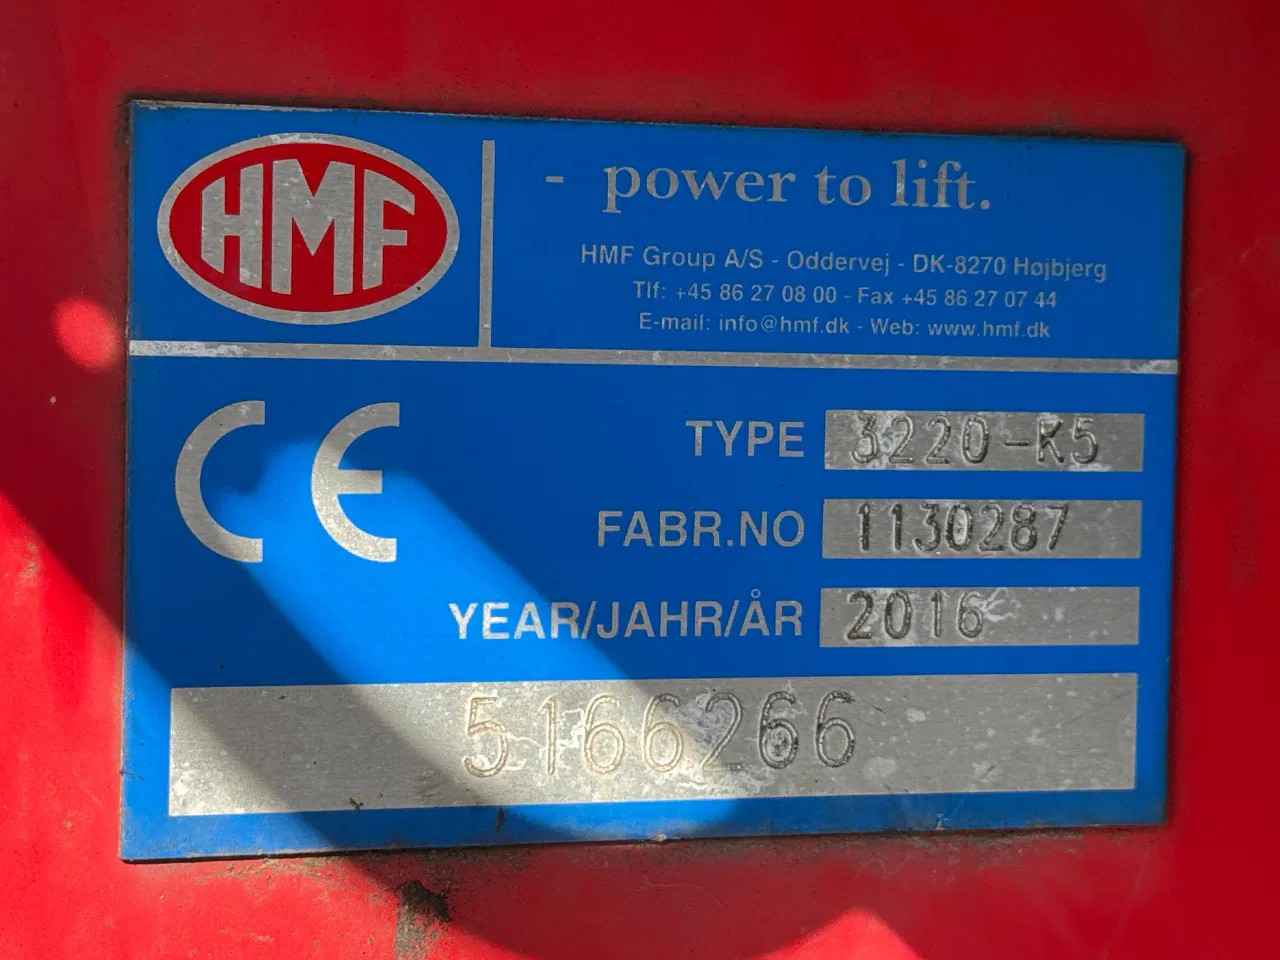 HMF
- power to lift.
HMF Group A/S - Oddervej - DK-8270 Højbjerg
Tlf: +45 86 27 08 00 - Fax +45 86 27 07 44
E-mail: info@hmf.dk - Web: www.hmf.dk
CE
TYPE 3220-K5
FABR.NO 1130287
YEAR/JAHR/ÅR 2016
5166266